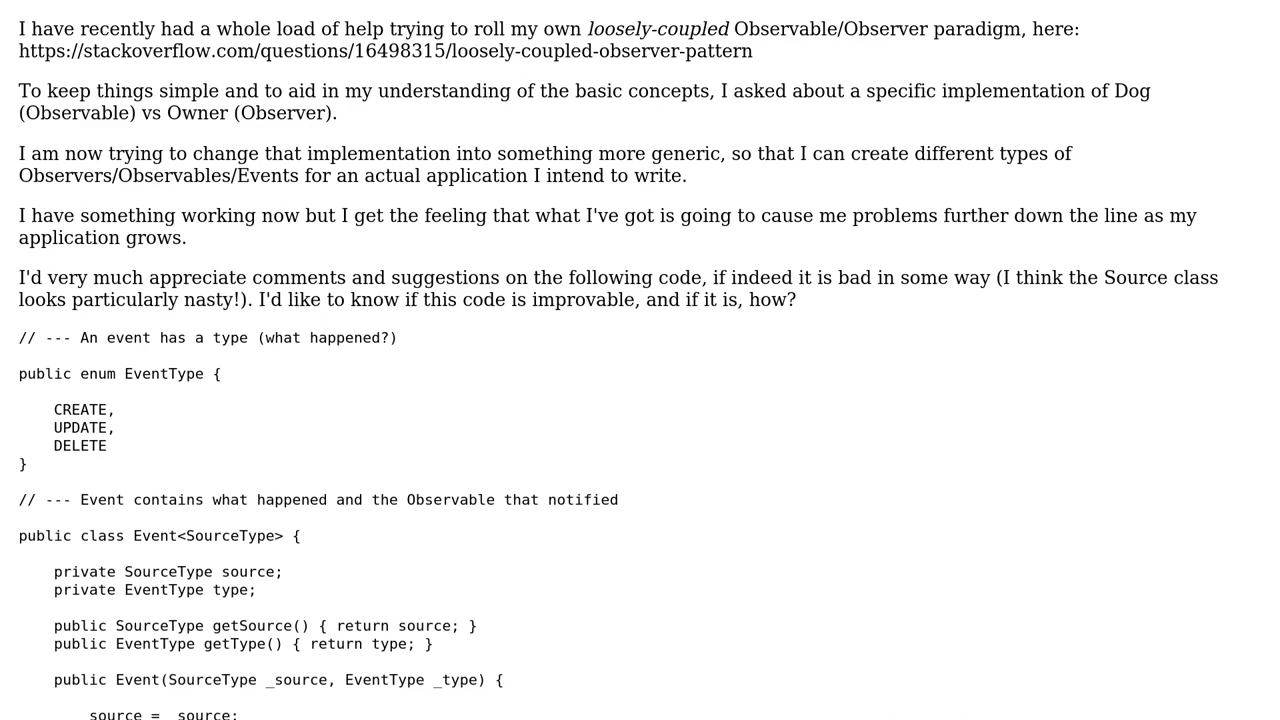 I have recently had a whole load of help trying to roll my own loosely-coupled Observable/Observer paradigm, here:
https://stackoverflow.com/questions/16498315/loosely-coupled-observer-pattern
To keep things simple and to aid in my understanding of the basic concepts, I asked about a specific implementation of Dog
(Observable) vs Owner (Observer).
I am now trying to change that implementation into something more generic, so that I can create different types of
Observers/Observables/Events for an actual application I intend to write.
I have something working now but I get the feeling that what I've got is going to cause me problems further down the line as my
application grows.
I'd very much appreciate comments and suggestions on the following code, if indeed it is bad in some way (I think the Source class
looks particularly nasty!). I'd like to know if this code is improvable, and if it is, how?
// --- An event has a type (what happened?)
public enum EventType {
    CREATE,
    UPDATE,
    DELETE
}
// --- Event contains what happened and the Observable that notified
public class Event<SourceType> {
    private SourceType source;
    private EventType type;
    public SourceType getSource() { return source; }
    public EventType getType() { return type; }
    public Event(SourceType _source, EventType _type) {
        source = _source;